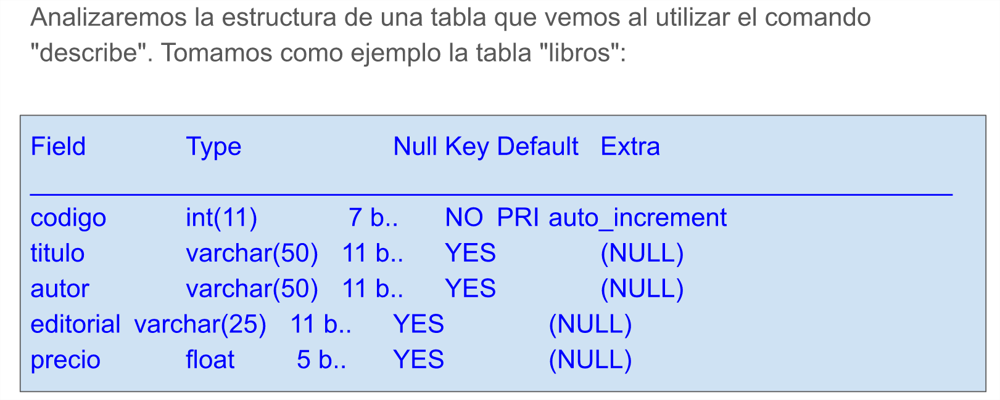 Analizaremos la estructura de una tabla que vemos al utilizar el comando
"describe". Tomamos como ejemplo la tabla "libros":
Field Type Null Key Default Extra
codigo int(11) 7 b.. NO PRI auto_increment
titulo varchar(50) 11 b.. YES (NULL)
autor varchar(50) 11 b.. YES (NULL)
editorial varchar(25) 11 b.. YES (NULL)
precio float 5 b.. YES (NULL)